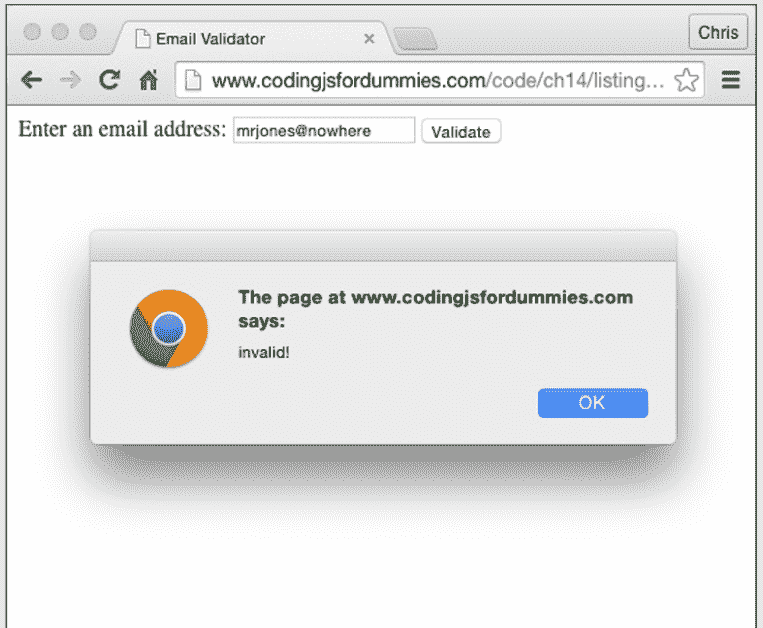 Email Validator
Chris
www.codingjsfordummies.com/code/ch14/listing...
Enter an email address: mrjones@nowhere Validate
The page at www.codingjsfordummies.com
says:
invalid!
OK